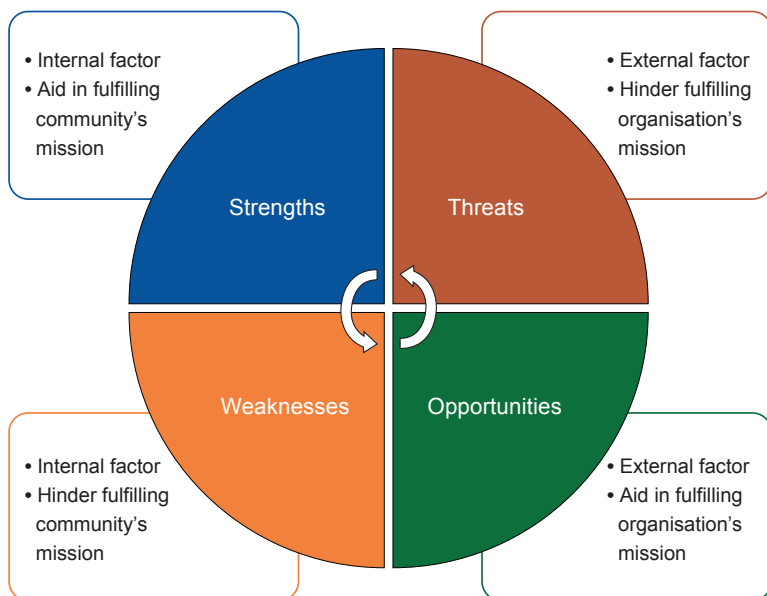 • Internal factor
• Aid in fulfilling
community's
mission
• External factor
• Hinder fulfilling
organisation's
mission
Strengths
Threats
Weaknesses
Opportunities
• Internal factor
• Hinder fulfilling
community's
mission
• External factor
• Aid in fulfilling
organisation's
mission